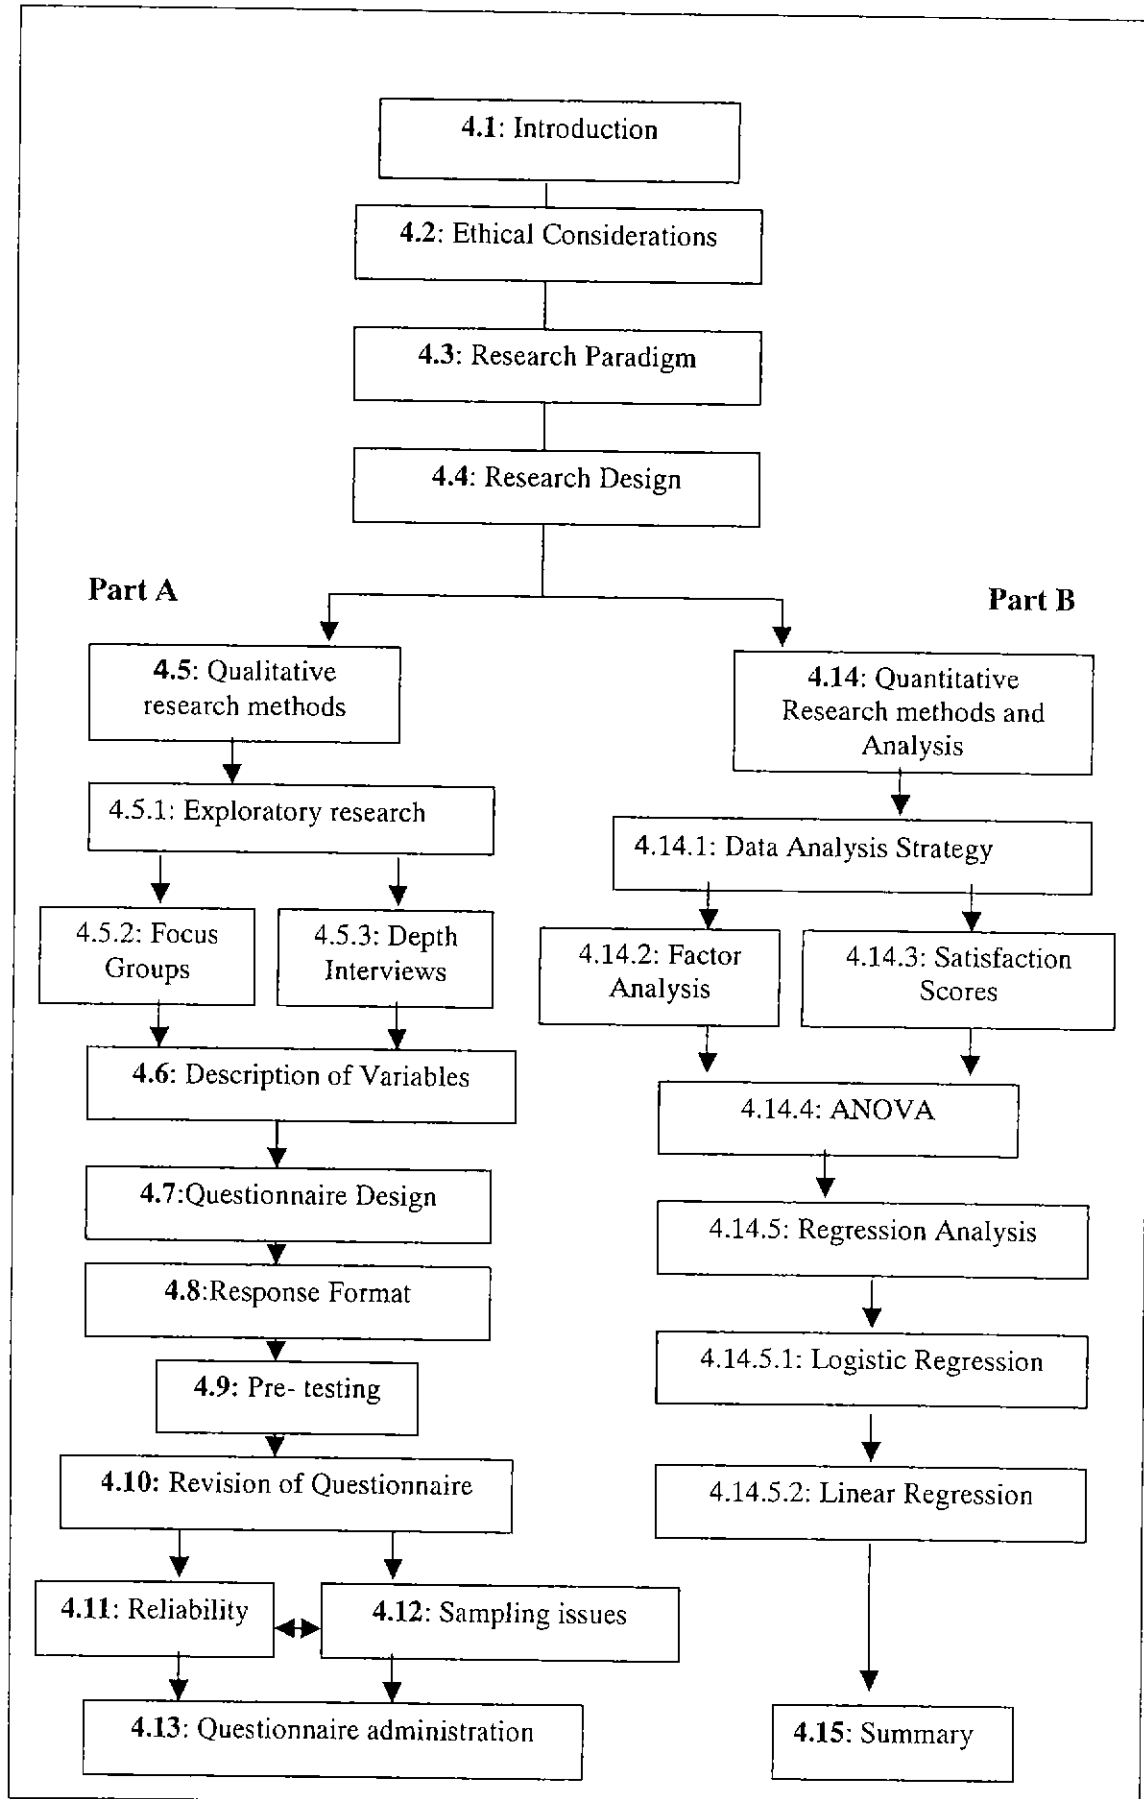 4.1: Introduction
4.2: Ethical Considerations
4.3: Research Paradigm
4.4: Research Design
Part A
4.5: Qualitative
research methods
4.5.1: Exploratory research
4.5.2: Focus
Groups
4.5.3: Depth
Interviews
4.6: Description of Variables
4.7:Questionnaire Design
4.8:Response Format
4.9: Pre- testing
4.10: Revision of Questionnaire
4.11: Reliability
4.12: Sampling issues
4.13: Questionnaire administration
Part B
4.14: Quantitative
Research methods and
Analysis
4.14.1: Data Analysis Strategy
4.14.2: Factor
Analysis
4.14.3: Satisfaction
Scores
4.14.4: ANOVA
4.14.5: Regression Analysis
4.14.5.1: Logistic Regression
4.14.5.2: Linear Regression
4.15: Summary